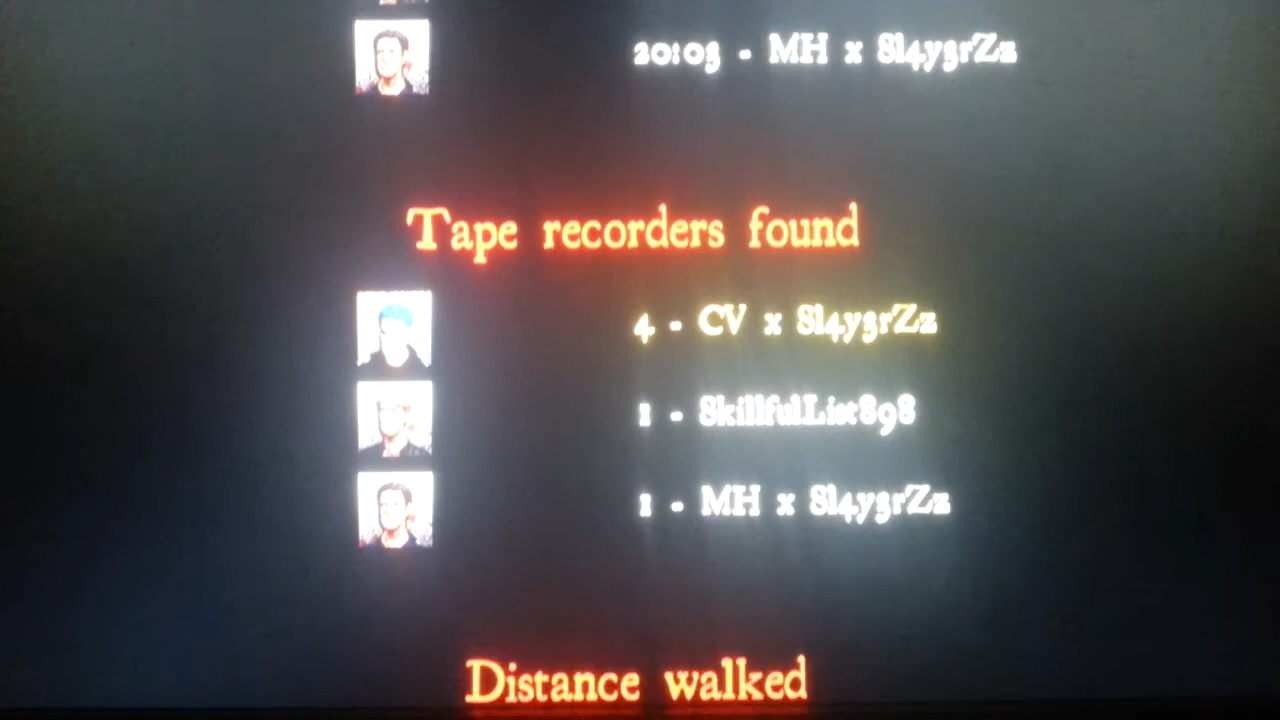 20:03 - MH x Sl4y3rZz
Tape recorders found
4 - CV x Sl4y3rZz
1 - SkillfulList898
1 - MH x Sl4y3rZz
Distance walked